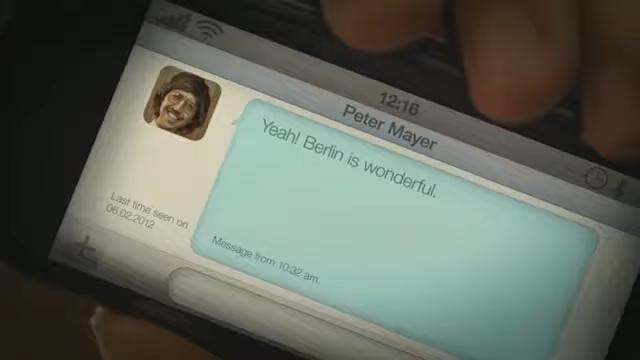 12:16
Peter Mayer
Yeah! Berlin is wonderful.
Last time seen on
06.02.2012
Message from 10:32 am.